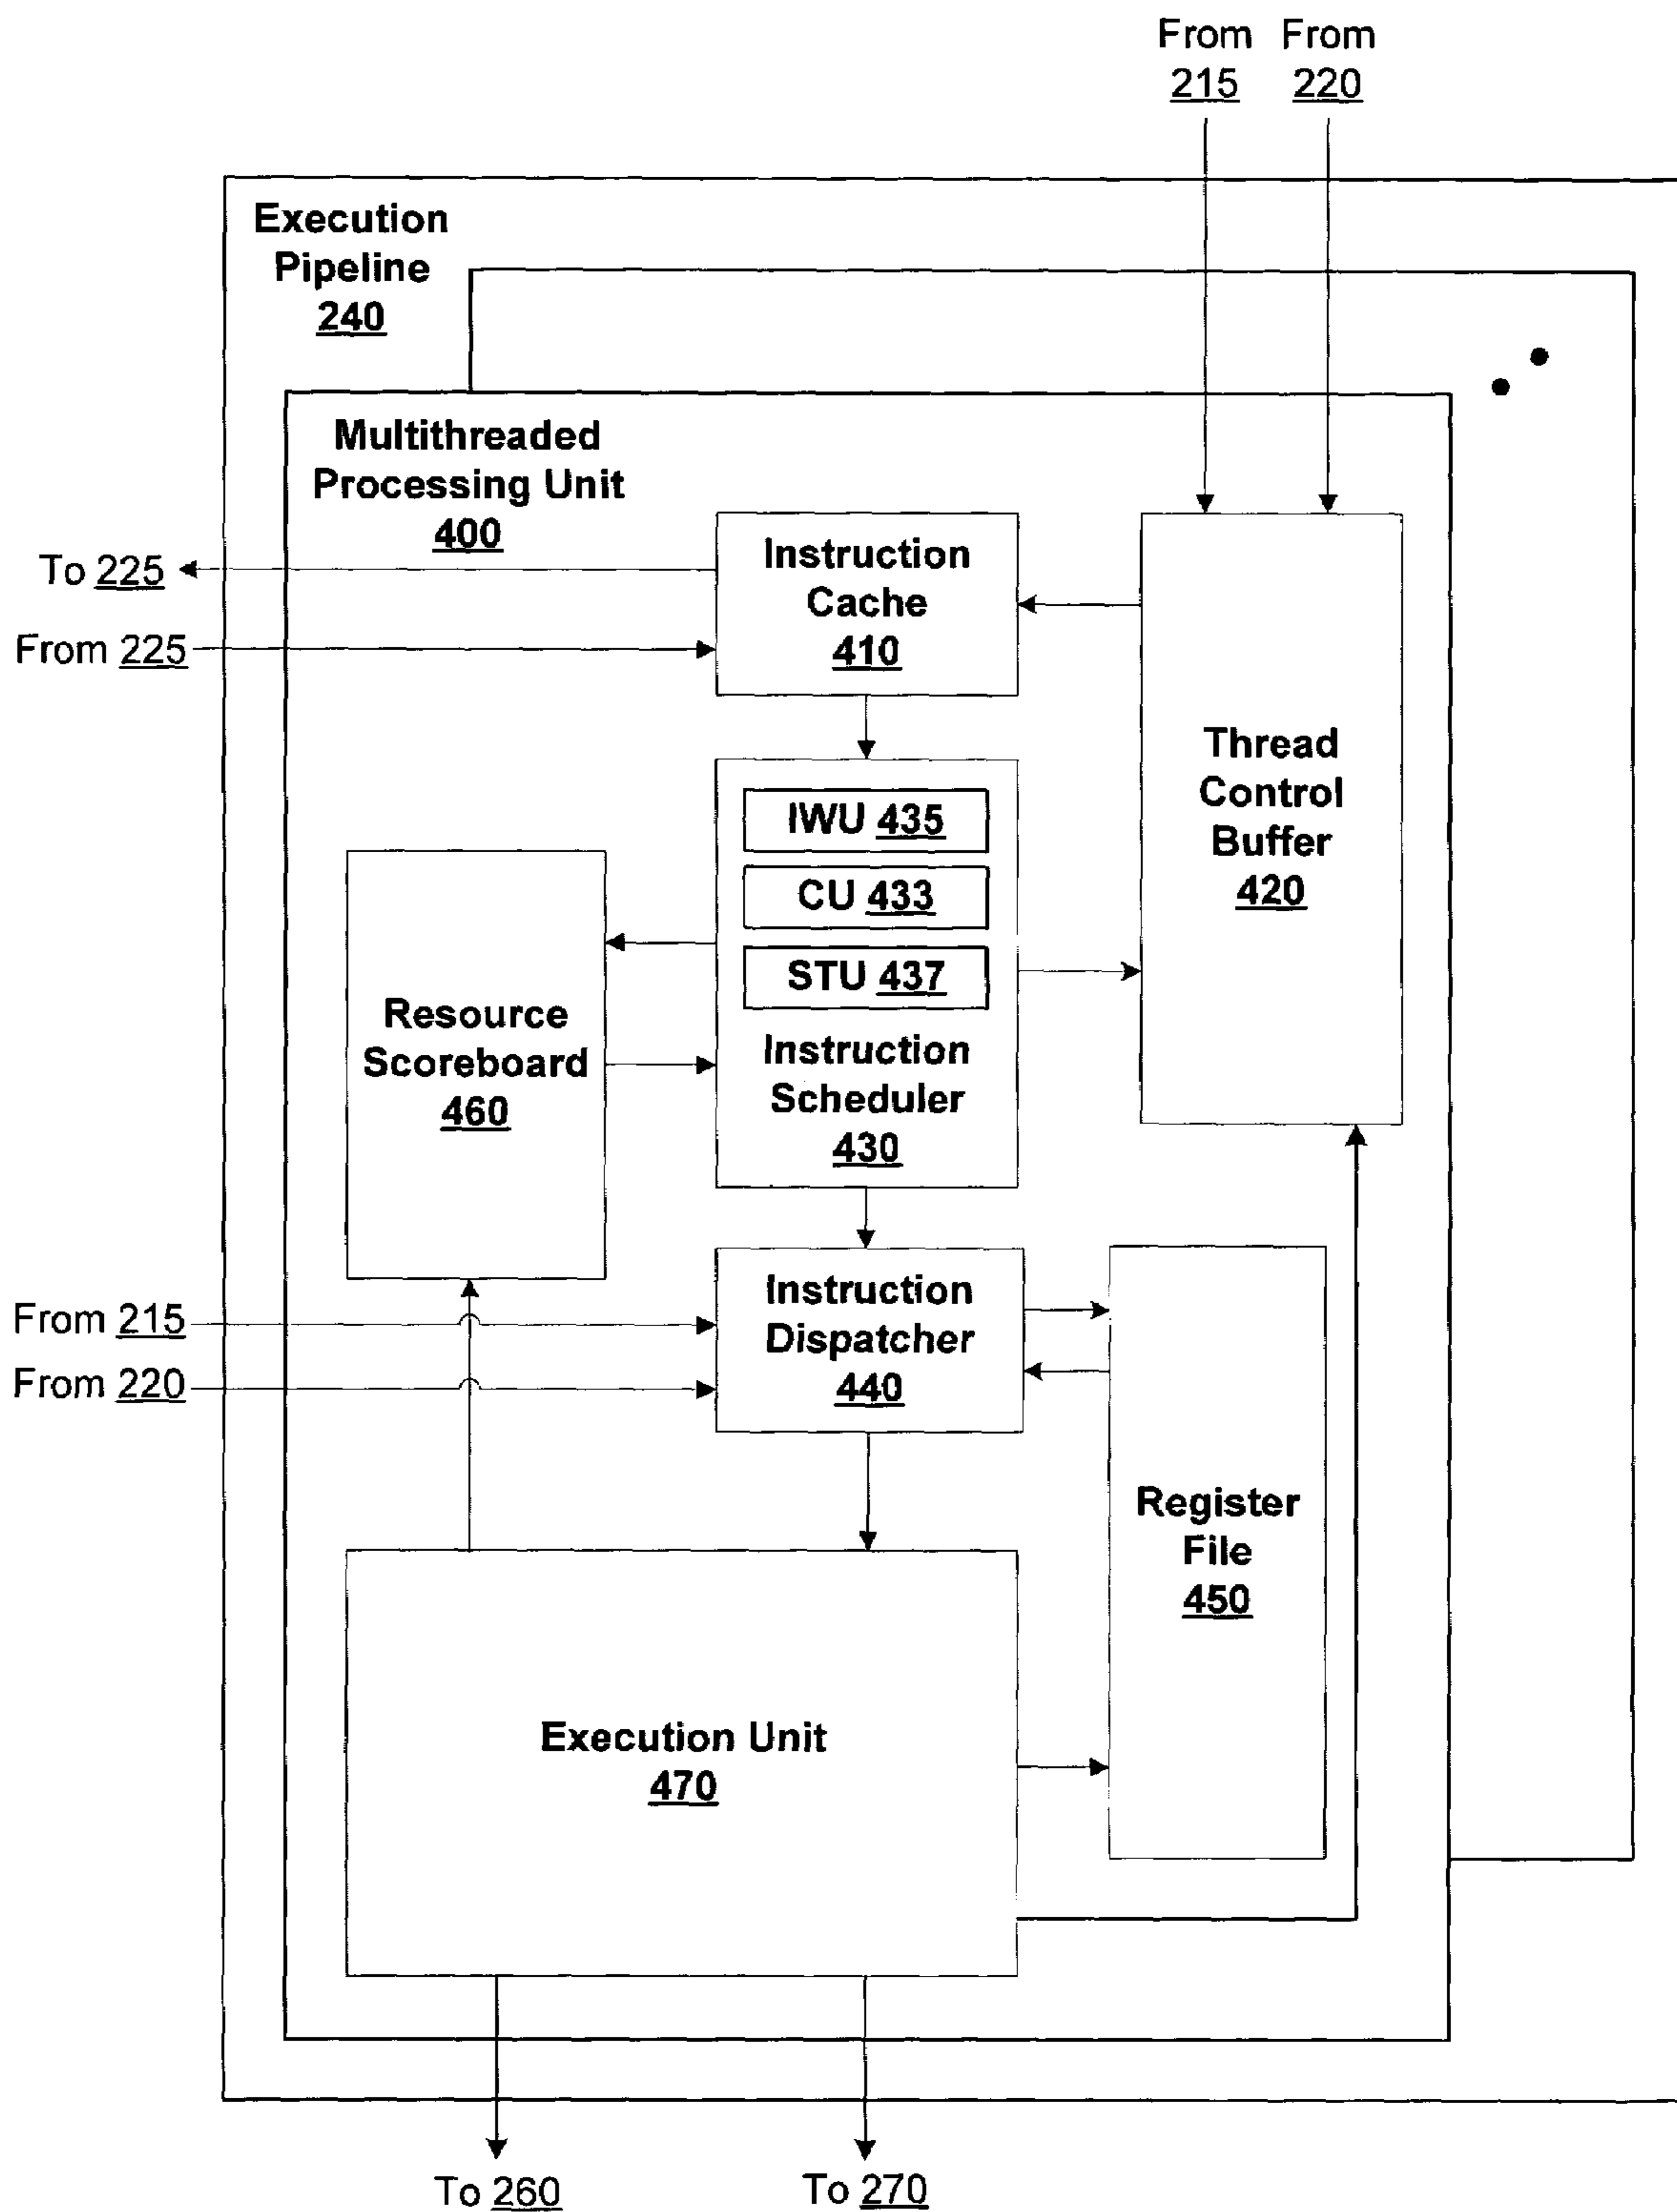 From From
215 220
Execution
Pipeline
240
Multithreaded
Processing Unit
400
To 225
From 225
Instruction
Cache
410
Thread
Control
Buffer
420
IWU 435
CU 433
STU 437
Instruction
Scheduler
430
Resource
Scoreboard
460
From 215
From 220
Instruction
Dispatcher
440
Register
File
450
Execution Unit
470
To 260
To 270